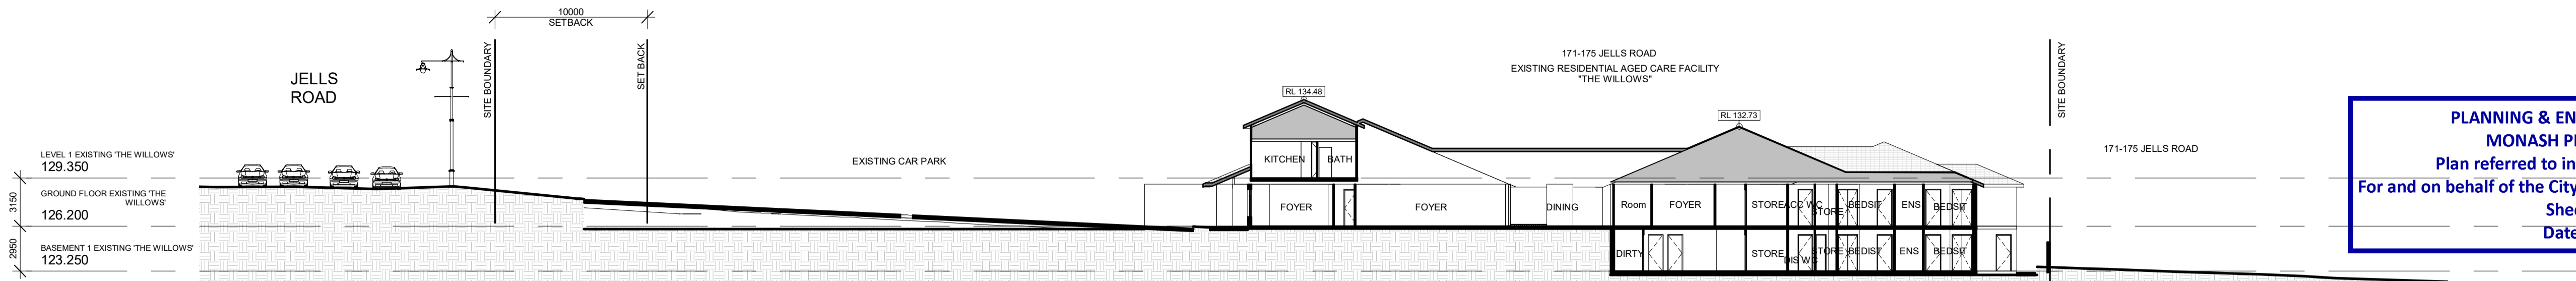 10000
SETBACK
SITE BOUNDARY
SET BACK
JELLS
ROAD
LEVEL 1 EXISTING 'THE WILLOWS'
129.350
GROUND FLOOR EXISTING 'THE
WILLOWS'
126.200
BASEMENT 1 EXISTING 'THE WILLOWS'
123.250
3150
2950
EXISTING CAR PARK
171-175 JELLS ROAD
EXISTING RESIDENTIAL AGED CARE FACILITY
"THE WILLOWS"
RL 134.48
RL 132.73
KITCHEN
BATH
FOYER
FOYER
DINING
Room
FOYER
STORE
ACC WC
STORE
BEDSIT
ENS
BEDSIT
DIRTY
STORE
DIS WC
STORE
BEDIST
ENS
BEDSIT
SITE BOUNDARY
171-175 JELLS ROAD
PLANNING & EN
MONASH P
Plan referred to in
For and on behalf of the City
Shee
Date